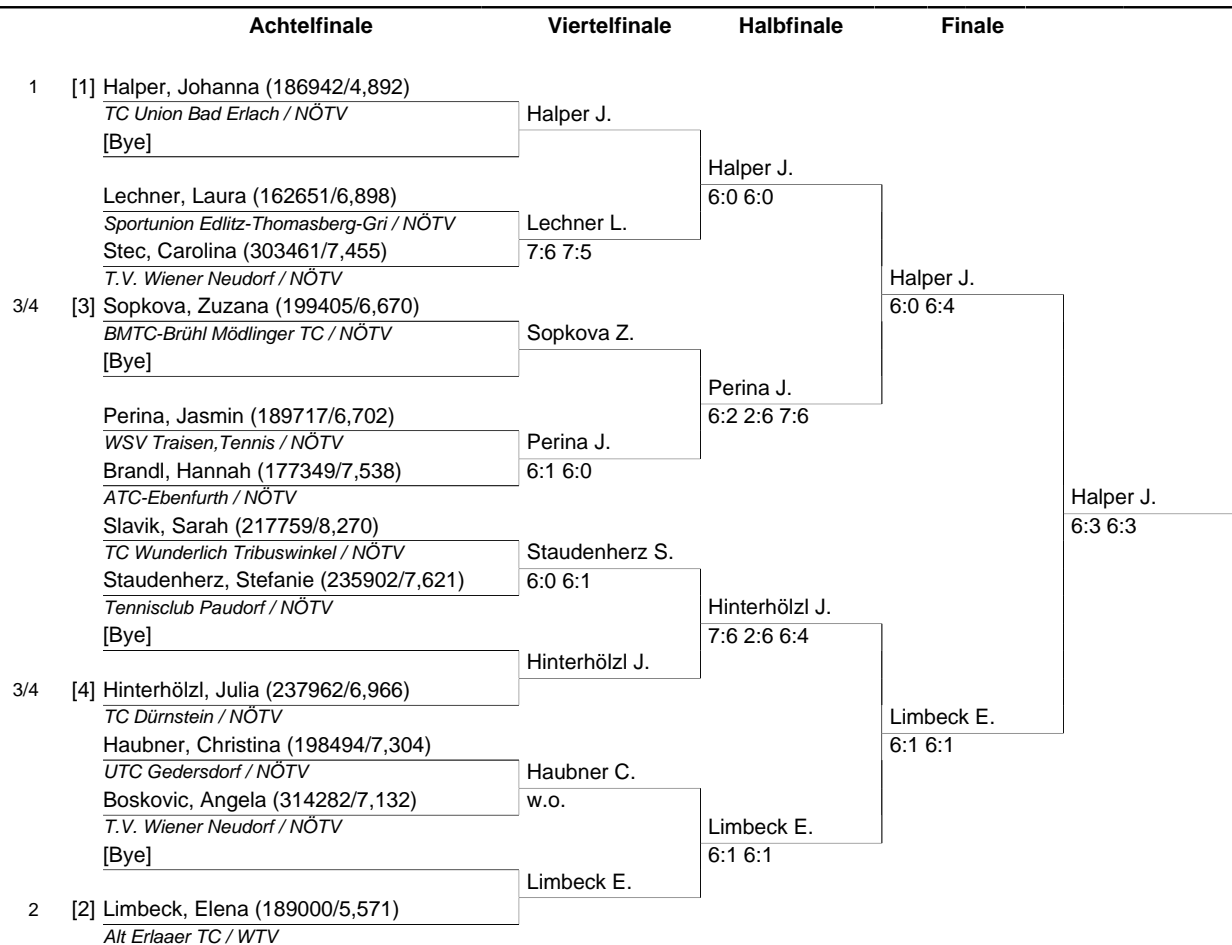 Achtelfinale Viertelfinale Halbfinale Finale
1 [1] Halper, Johanna (186942/4,892)
TC Union Bad Erlach / NÖTV Halper J.
[Bye]
Halper J.
Lechner, Laura (162651/6,898) 6:0 6:0
Sportunion Edlitz-Thomasberg-Gri / NÖTV Lechner L.
Stec, Carolina (303461/7,455) 7:6 7:5
T.V. Wiener Neudorf / NÖTV Halper J.
3/4 [3] Sopkova, Zuzana (199405/6,670) 6:0 6:4
BMTC-Brühl Mödlinger TC / NÖTV Sopkova Z.
[Bye]
Perina J.
Perina, Jasmin (189717/6,702) 6:2 2:6 7:6
WSV Traisen,Tennis / NÖTV Perina J.
Brandl, Hannah (177349/7,538) 6:1 6:0
ATC-Ebenfurth / NÖTV Halper J.
Slavik, Sarah (217759/8,270) 6:3 6:3
TC Wunderlich Tribuswinkel / NÖTV Staudenherz S.
Staudenherz, Stefanie (235902/7,621) 6:0 6:1
Tennisclub Paudorf / NÖTV Hinterhölzl J.
[Bye] 7:6 2:6 6:4
Hinterhölzl J.
3/4 [4] Hinterhölzl, Julia (237962/6,966)
TC Dürnstein / NÖTV Limbeck E.
Haubner, Christina (198494/7,304) 6:1 6:1
UTC Gedersdorf / NÖTV Haubner C.
Boskovic, Angela (314282/7,132) w.o.
T.V. Wiener Neudorf / NÖTV Limbeck E.
[Bye] 6:1 6:1
Limbeck E.
2 [2] Limbeck, Elena (189000/5,571)
Alt Erlaaer TC / WTV